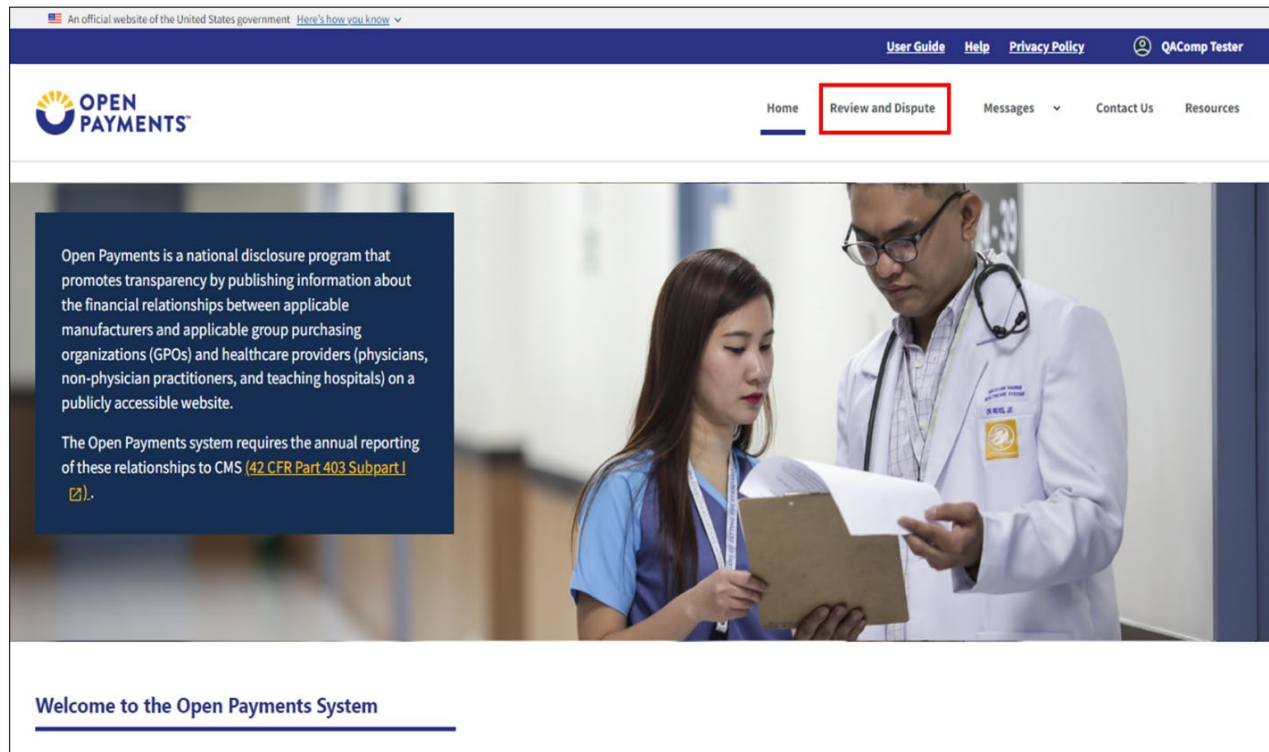 An official website of the United States government Here's how you know
User Guide Help Privacy Policy QAComp Tester
OPEN
PAYMENTS™
Home Review and Dispute Messages Contact Us Resources
Open Payments is a national disclosure program that
promotes transparency by publishing information about
the financial relationships between applicable
manufacturers and applicable group purchasing
organizations (GPOs) and healthcare providers (physicians,
non-physician practitioners, and teaching hospitals) on a
publicly accessible website.
The Open Payments system requires the annual reporting
of these relationships to CMS (42 CFR Part 403 Subpart I
).
-39
Welcome to the Open Payments System